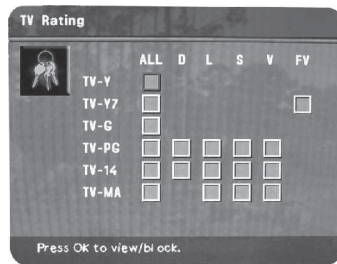 TV Rating
ALL D L S V FV
TV-Y
TV-Y7
TV-G
TV-PG
TV-14
TV-MA
Press OK to view/block.